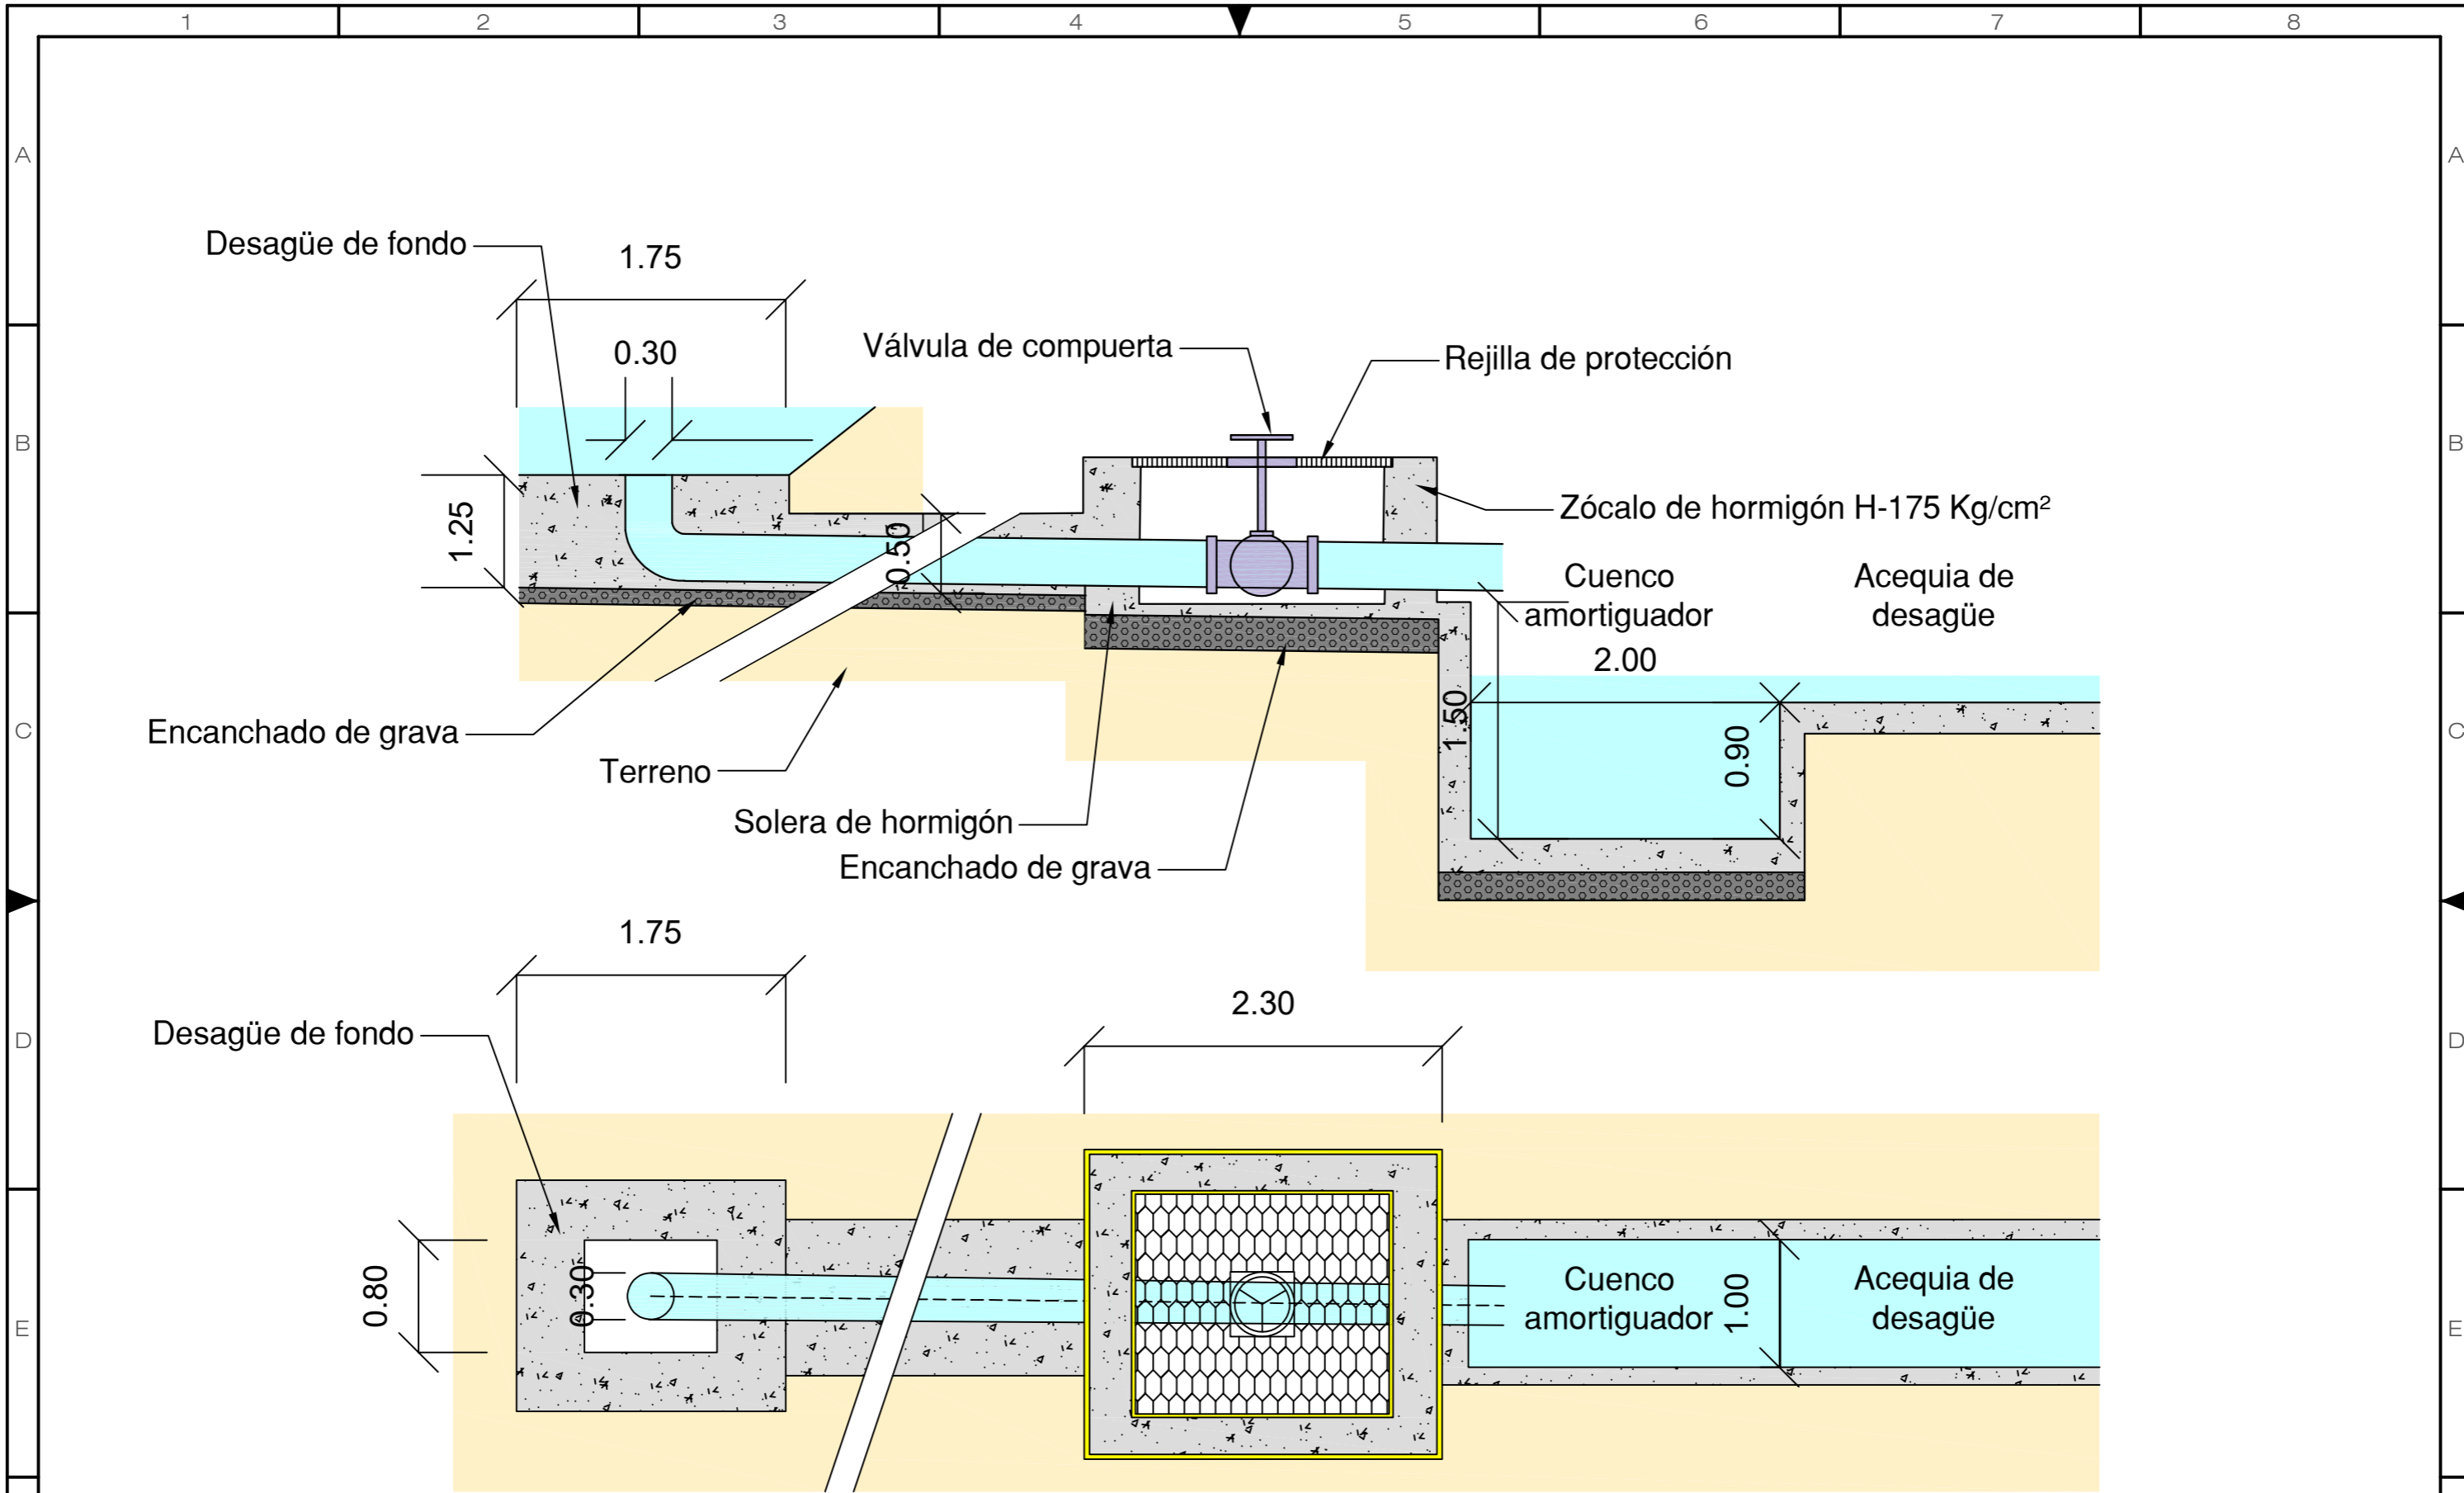 1 2 3 4 5 6 7 8
A A
Desagüe de fondo
1.75
Válvula de compuerta
0.30
Rejilla de protección
B B
Zócalo de hormigón H-175 Kg/cm²
1.25
0.50
Cuenco
amortiguador
Acequia de
desagüe
2.00
Encanchado de grava
1.50
0.90
C C
Terreno
Solera de hormigón
Encanchado de grava
1.75
2.30
Desagüe de fondo
D D
0.80
0.30
Cuenco
amortiguador
1.00
Acequia de
desagüe
E E